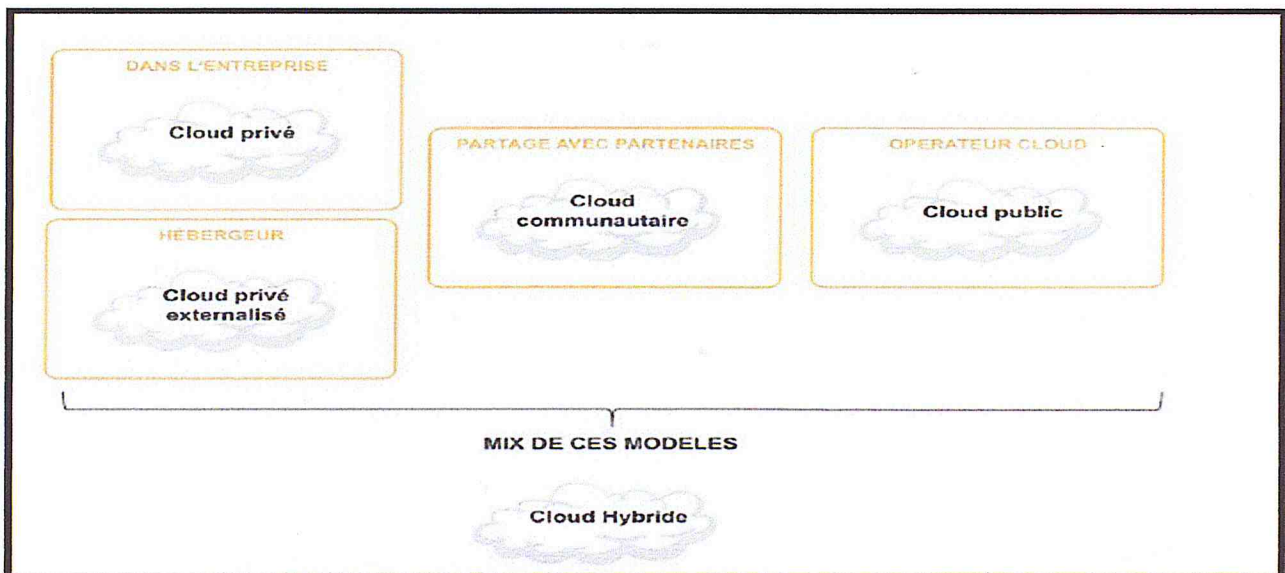 DANS L'ENTREPRISE
Cloud privé
HÉBERGEUR
Cloud privé
externalisé
PARTAGE AVEC PARTENAIRES
Cloud
communautaire
OPERATEUR CLOUD
Cloud public
MIX DE CES MODELES
Cloud Hybride